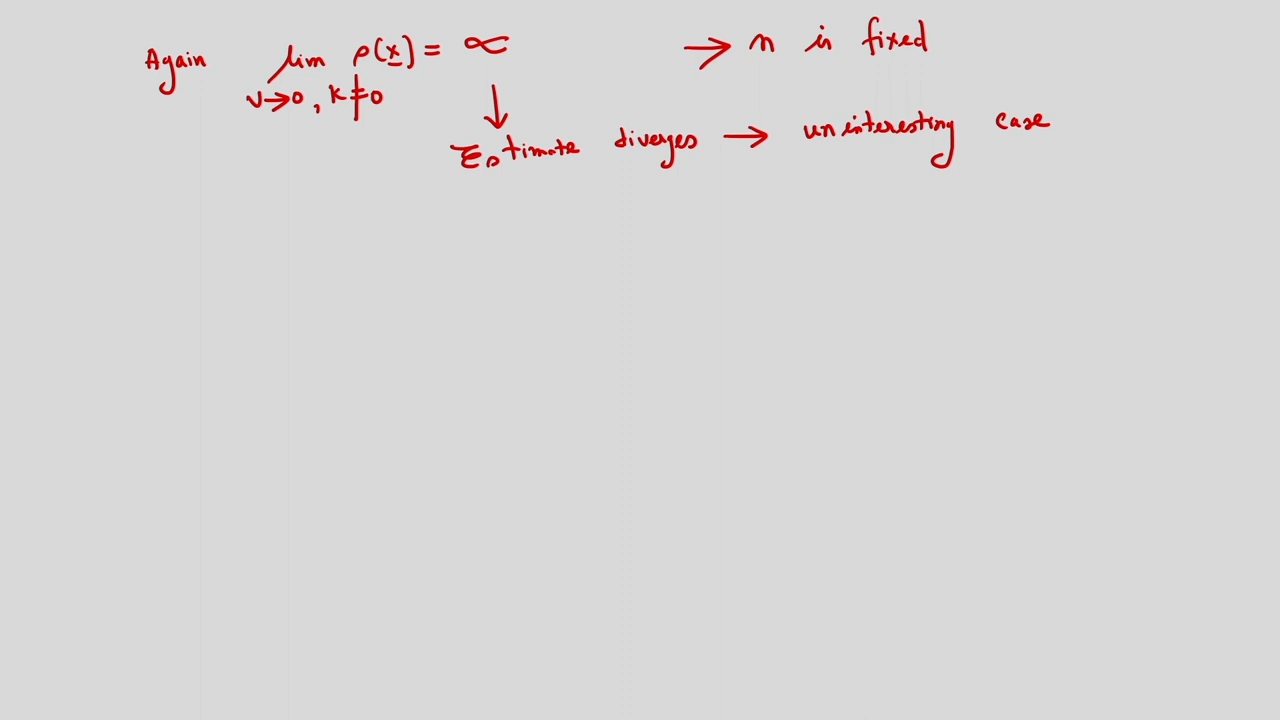 Again lim p(x) = ∞ → n is fixed
V→0, k≠0
↓
Estimate diverges → uninteresting case